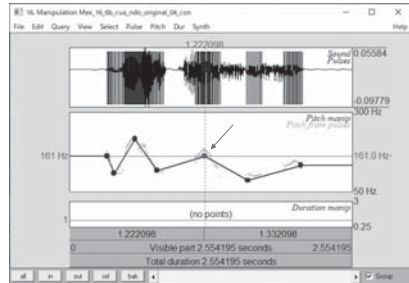 16. Manipulation Mex_16_6b_cua_ndo_original_04_con
File Edit Query View Select Pulse Pitch Dur Synth Help
1.222098
Sound
Pulses
0.05584
-0.09779
Pitch manip
Pitch from pulses
300 Hz
161 Hz
161.0 Hz
50 Hz
Duration manip
3
1
(no points)
0.25
1.222098 1.332098
0 Visible part 2.554195 seconds 2.554195
Total duration 2.554195 seconds
all in out sel bak Group